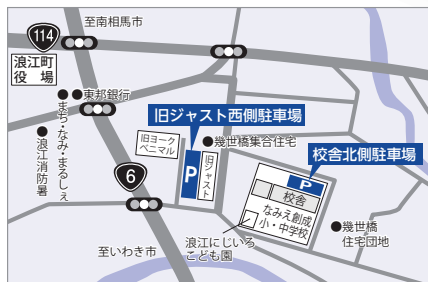 至南相馬市
114
浪江町
役場
東邦銀行
まち・なみ・まるしぇ
浪江消防暑
旧ジャスト西側駐車場
旧ヨーク
ベニマル
P
旧ジャスト
幾世橋集合住宅
校舎北側駐車場
P
校舎
なみえ創成
小・中学校
6
浪江にじいろ
こども園
幾世橋
住宅団地
至いわき市